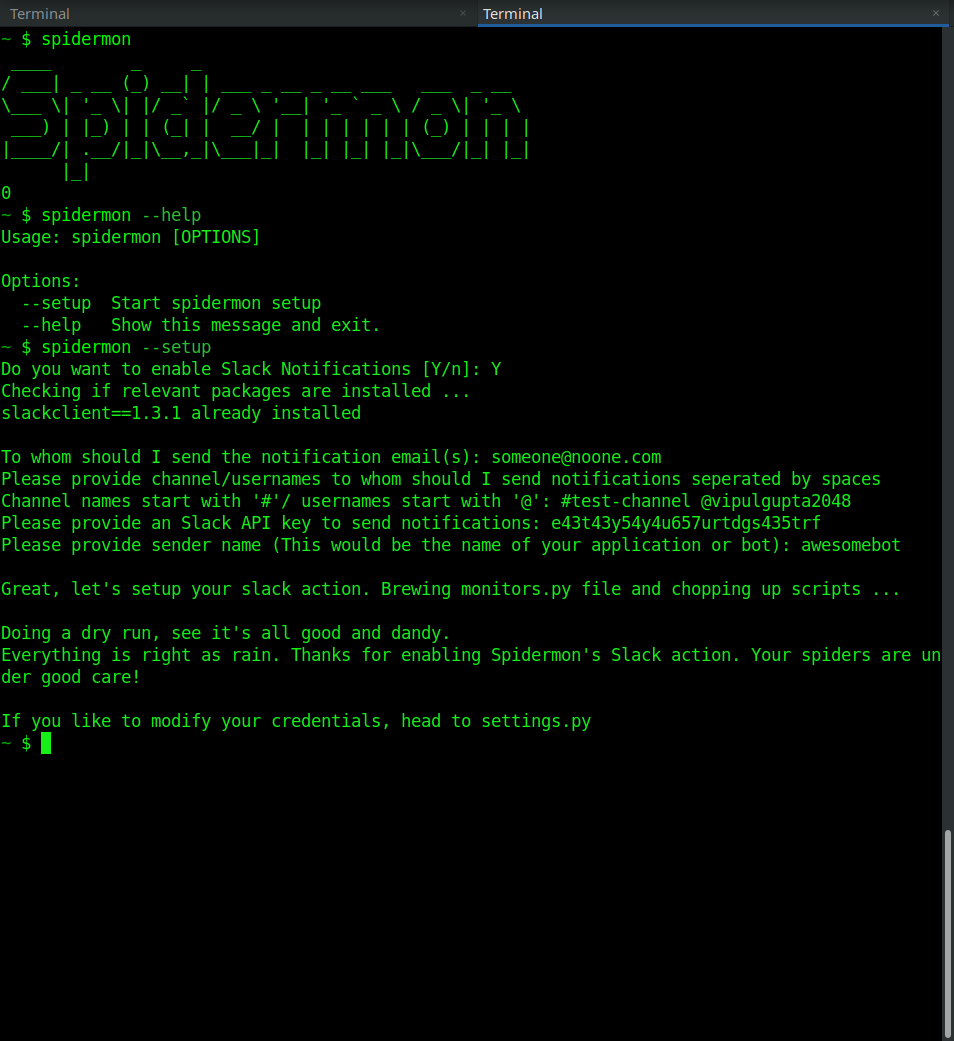 Terminal × Terminal ×
~ $ spidermon
 ____        _     _
/ ___| _ __ (_) __| | ___ _ __ _ __ ___   ___  _ __
\___ \| '_ \| |/ _` |/ _ \ '__| '_ ` _ \ / _ \| '_ \
 ___) | |_) | | (_| |  __/ |  | | | | | | (_) | | | |
|____/| .__/|_|\__,_|\___|_|  |_| |_| |_|\___/|_| |_|
      |_|
0
~ $ spidermon --help
Usage: spidermon [OPTIONS]

Options:
  --setup  Start spidermon setup
  --help   Show this message and exit.
~ $ spidermon --setup
Do you want to enable Slack Notifications [Y/n]: Y
Checking if relevant packages are installed ...
slackclient==1.3.1 already installed

To whom should I send the notification email(s): someone@noone.com
Please provide channel/usernames to whom should I send notifications seperated by spaces
Channel names start with '#'/ usernames start with '@': #test-channel @vipulgupta2048
Please provide an Slack API key to send notifications: e43t43y54y4u657urtdgs435trf
Please provide sender name (This would be the name of your application or bot): awesomebot

Great, let's setup your slack action. Brewing monitors.py file and chopping up scripts ...

Doing a dry run, see it's all good and dandy.
Everything is right as rain. Thanks for enabling Spidermon's Slack action. Your spiders are un
der good care!

If you like to modify your credentials, head to settings.py
~ $